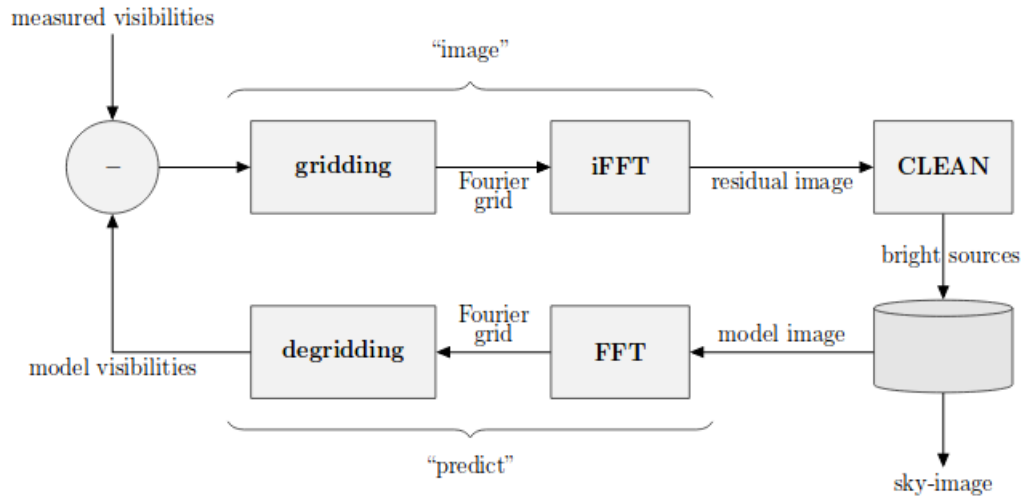 measured visibilities
“image”
–
gridding
Fourier
grid
iFFT
residual image
CLEAN
bright sources
model image
FFT
Fourier
grid
degridding
model visibilities
“predict”
sky-image